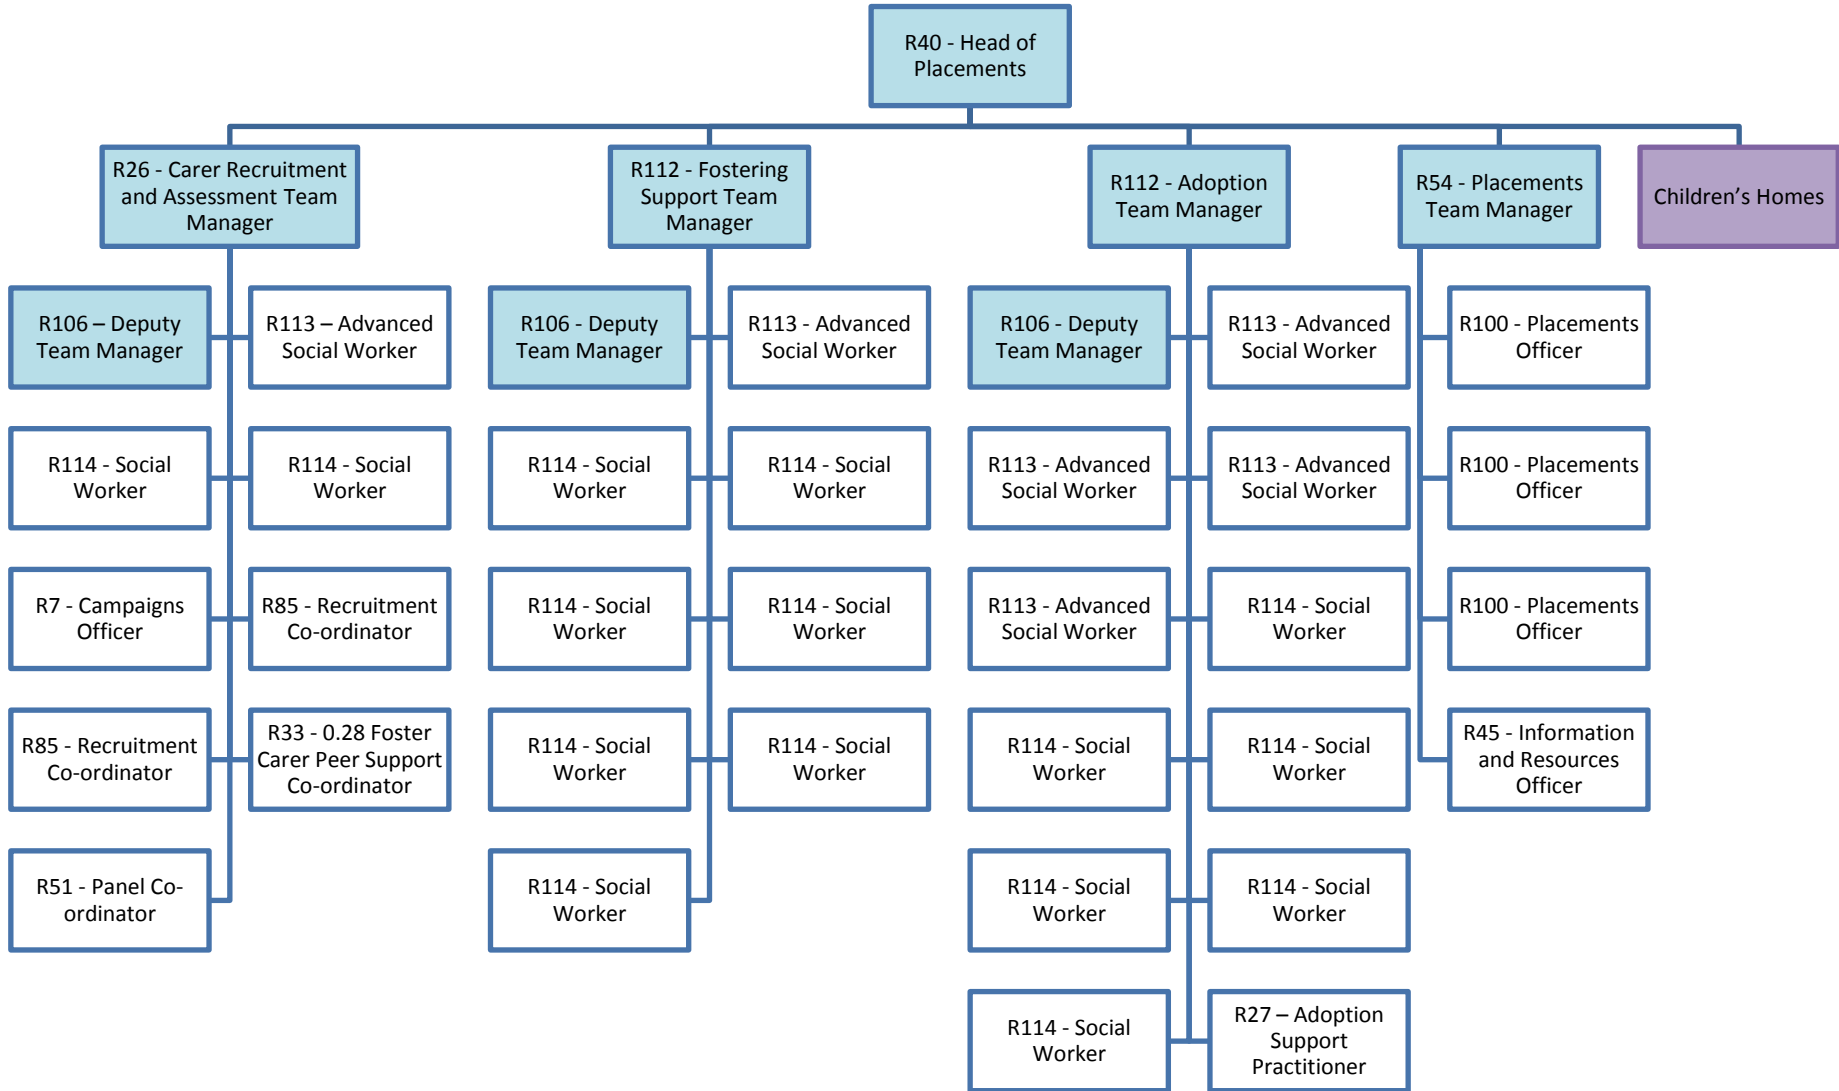 R40 - Head of
Placements
R26 - Carer Recruitment
and Assessment Team
Manager
R112 - Fostering
Support Team
Manager
R112 - Adoption
Team Manager
R54 - Placements
Team Manager
Children’s Homes
R106 – Deputy
Team Manager
R113 – Advanced
Social Worker
R114 - Social
Worker
R114 - Social
Worker
R7 - Campaigns
Officer
R85 - Recruitment
Co-ordinator
R85 - Recruitment
Co-ordinator
R33 - 0.28 Foster
Carer Peer Support
Co-ordinator
R51 - Panel Co-
ordinator
R106 - Deputy
Team Manager
R113 - Advanced
Social Worker
R114 - Social
Worker
R114 - Social
Worker
R114 - Social
Worker
R114 - Social
Worker
R114 - Social
Worker
R114 - Social
Worker
R114 - Social
Worker
R106 - Deputy
Team Manager
R113 - Advanced
Social Worker
R113 - Advanced
Social Worker
R113 - Advanced
Social Worker
R113 - Advanced
Social Worker
R114 - Social
Worker
R114 - Social
Worker
R114 - Social
Worker
R114 - Social
Worker
R114 - Social
Worker
R114 - Social
Worker
R27 – Adoption
Support
Practitioner
R100 - Placements
Officer
R100 - Placements
Officer
R100 - Placements
Officer
R45 - Information
and Resources
Officer